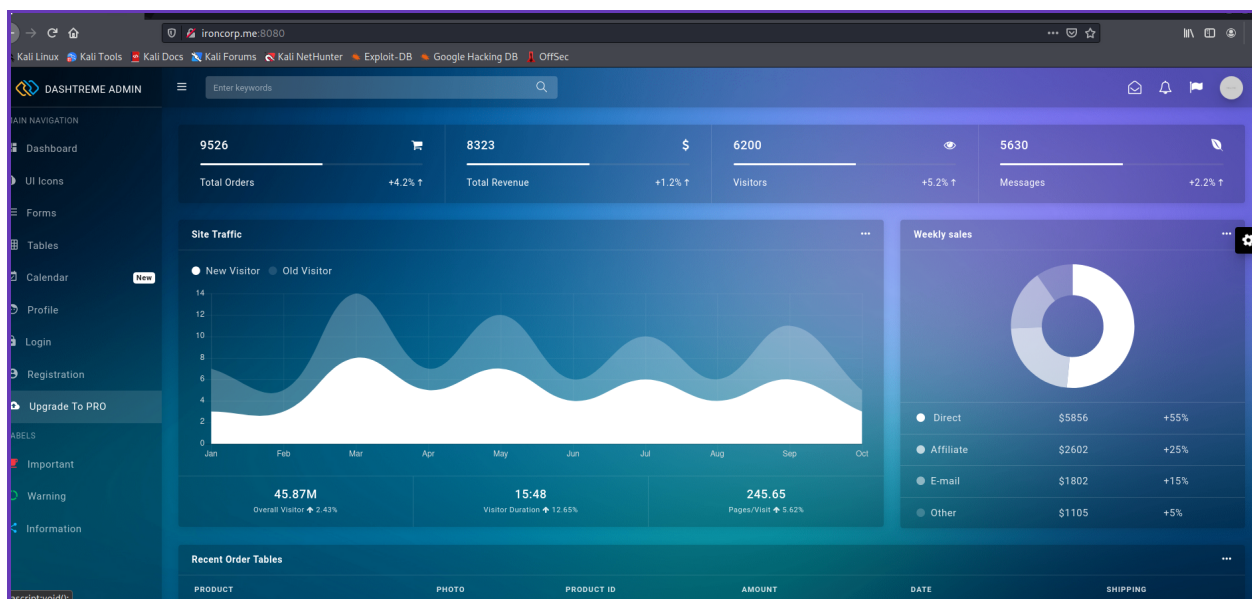 ironcorp.me:8080
Kali Linux Kali Tools Kali Docs Kali Forums Kali NetHunter Exploit-DB Google Hacking DB OffSec
DASHTREME ADMIN
Enter keywords
MAIN NAVIGATION
Dashboard
UI Icons
Forms
Tables
Calendar New
Profile
Login
Registration
Upgrade To PRO
LABELS
Important
Warning
Information
9526
Total Orders +4.2% ↑
8323 $
Total Revenue +1.2% ↑
6200
Visitors +5.2% ↑
5630
Messages +2.2% ↑
Site Traffic
New Visitor Old Visitor
14
12
10
8
6
4
2
0
Jan Feb Mar Apr May Jun Jul Aug Sep Oct
45.87M
Overall Visitor ↑ 2.43%
15:48
Visitor Duration ↑ 12.65%
245.65
Pages/Visit ↑ 5.62%
Weekly sales
Direct $5856 +55%
Affiliate $2602 +25%
E-mail $1802 +15%
Other $1105 +5%
Recent Order Tables
PRODUCT PHOTO PRODUCT ID AMOUNT DATE SHIPPING
ascript:void();